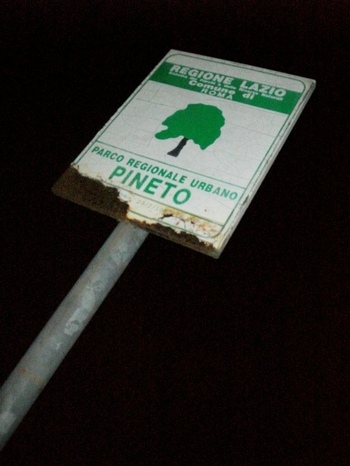 REGIONE LAZIO
Comune di
ROMA
PARCO REGIONALE URBANO
PINETO